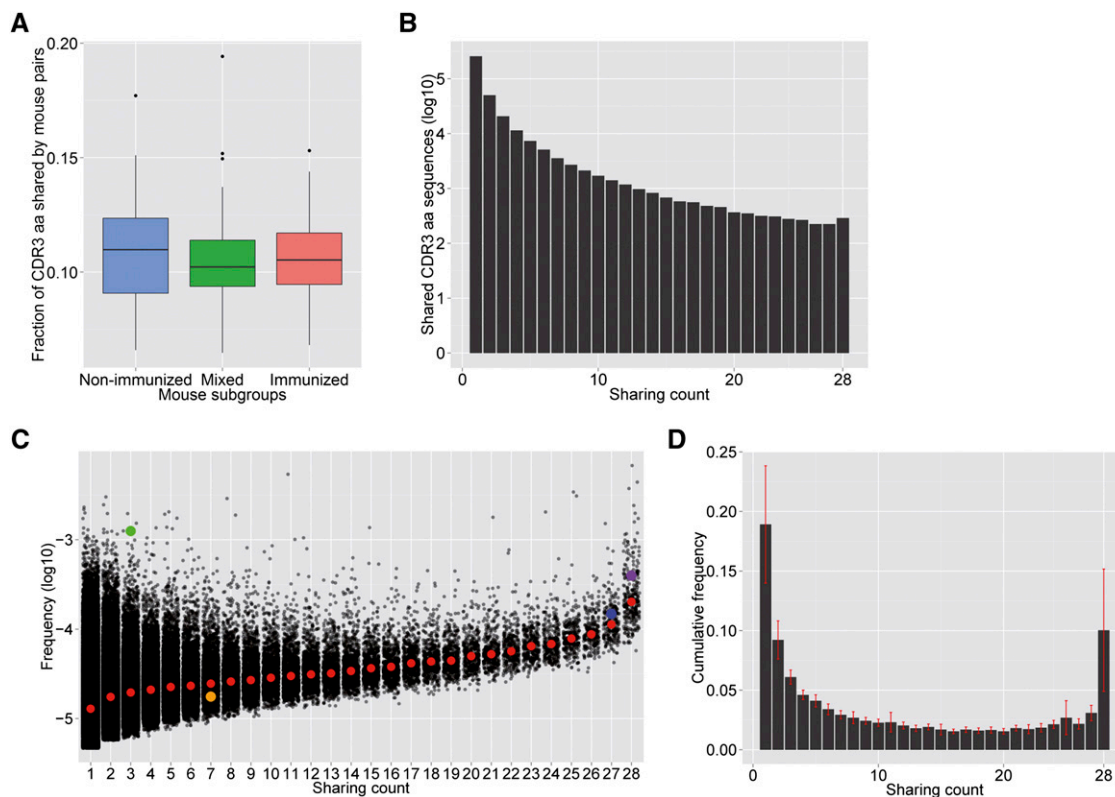 A
Fraction of CDR3 aa shared by mouse pairs
0.20
0.15
0.10
Non-immunized Mixed Immunized
Mouse subgroups
B
Shared CDR3 aa sequences (log10)
5
4
3
2
1
0
0 10 20 28
Sharing count
C
Frequency (log10)
−3
−4
−5
1 2 3 4 5 6 7 8 9 10 11 12 13 14 15 16 17 18 19 20 21 22 23 24 25 26 27 28
Sharing count
D
Cumulative frequency
0.25
0.20
0.15
0.10
0.05
0.00
0 10 20 28
Sharing count